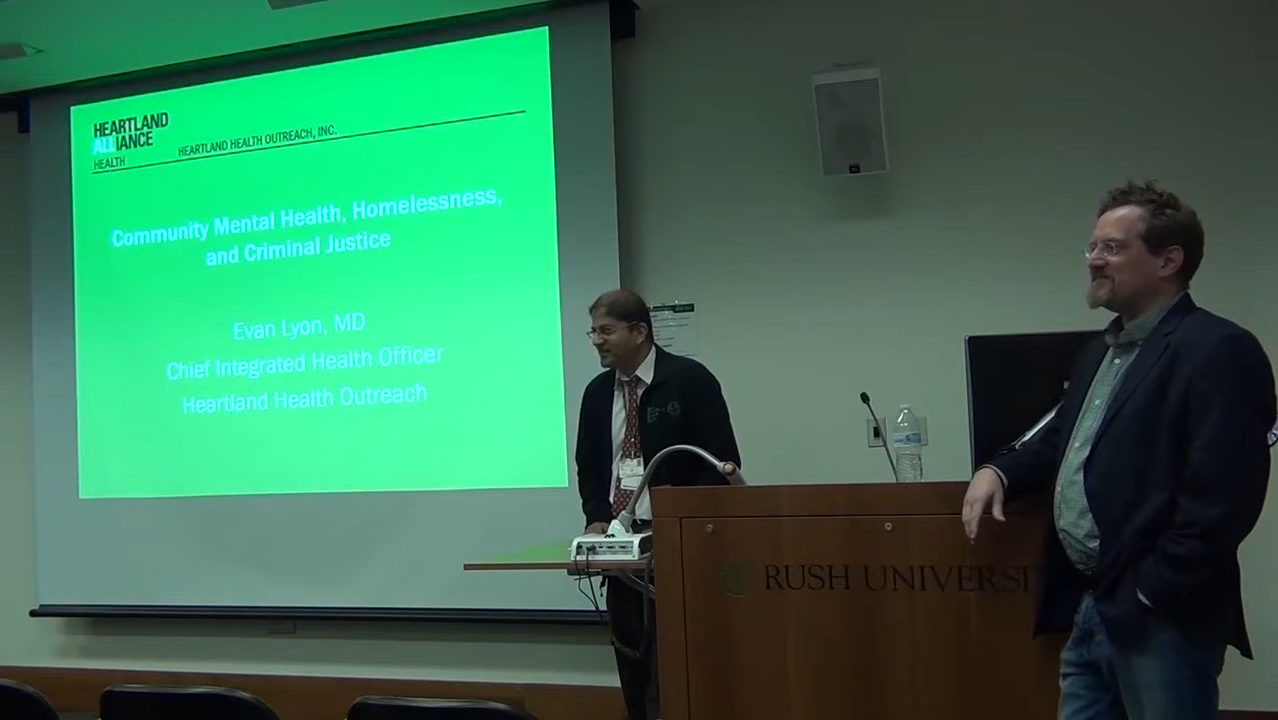 HEARTLAND
ALLIANCE
HEALTH
HEARTLAND HEALTH OUTREACH, INC.
Community Mental Health, Homelessness,
and Criminal Justice
Evan Lyon, MD
Chief Integrated Health Officer
Heartland Health Outreach
RUSH UNIVERSI